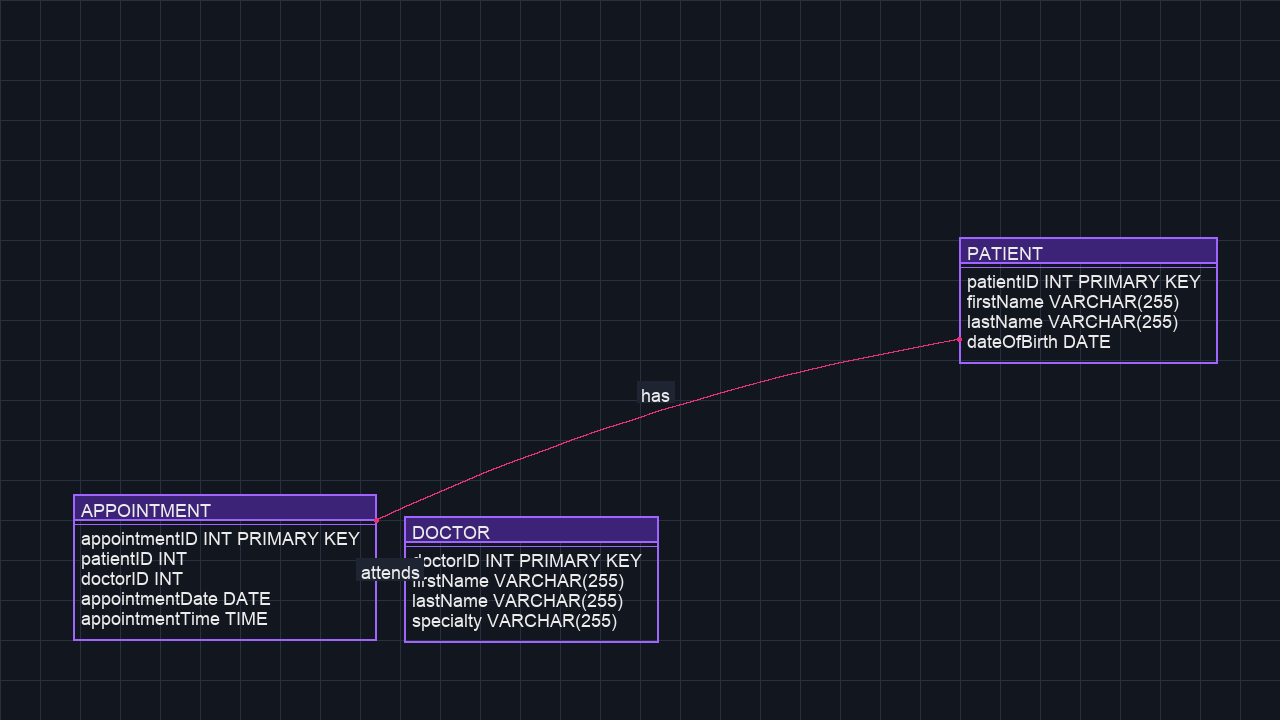 PATIENT
patientID INT PRIMARY KEY
firstName VARCHAR(255)
lastName VARCHAR(255)
dateOfBirth DATE
has
APPOINTMENT
appointmentID INT PRIMARY KEY
patientID INT
doctorID INT
appointmentDate DATE
appointmentTime TIME
attends
DOCTOR
doctorID INT PRIMARY KEY
firstName VARCHAR(255)
lastName VARCHAR(255)
specialty VARCHAR(255)